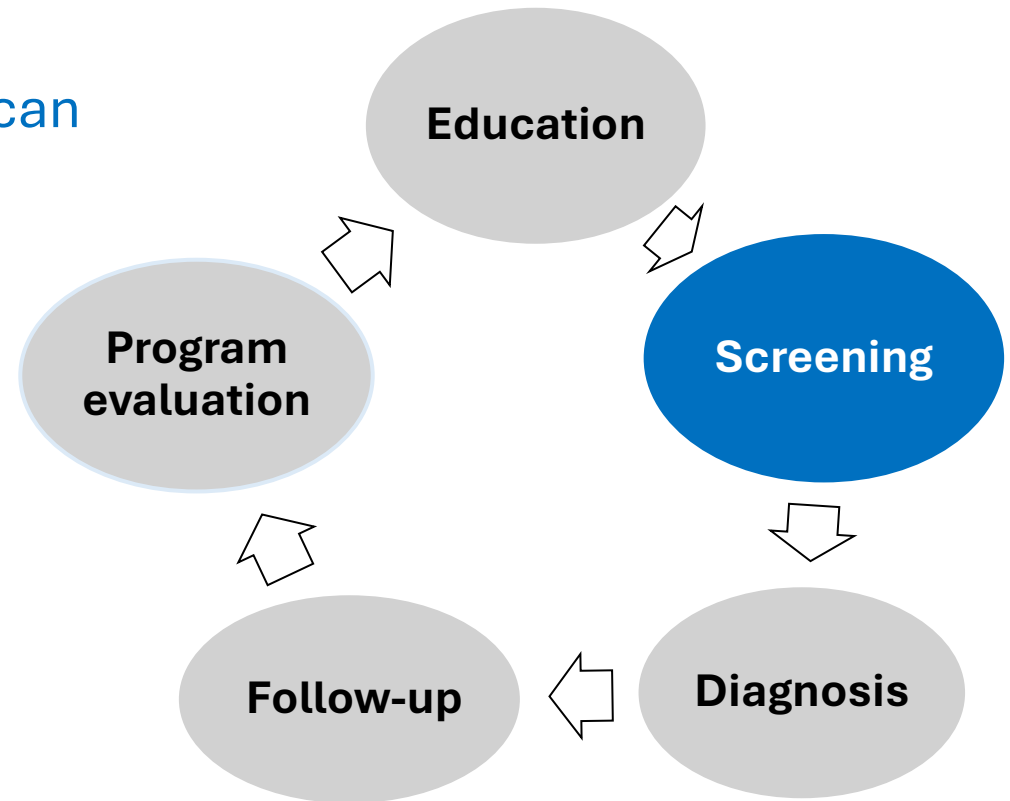 can
Education
Screening
Program
evaluation
Diagnosis
Follow-up